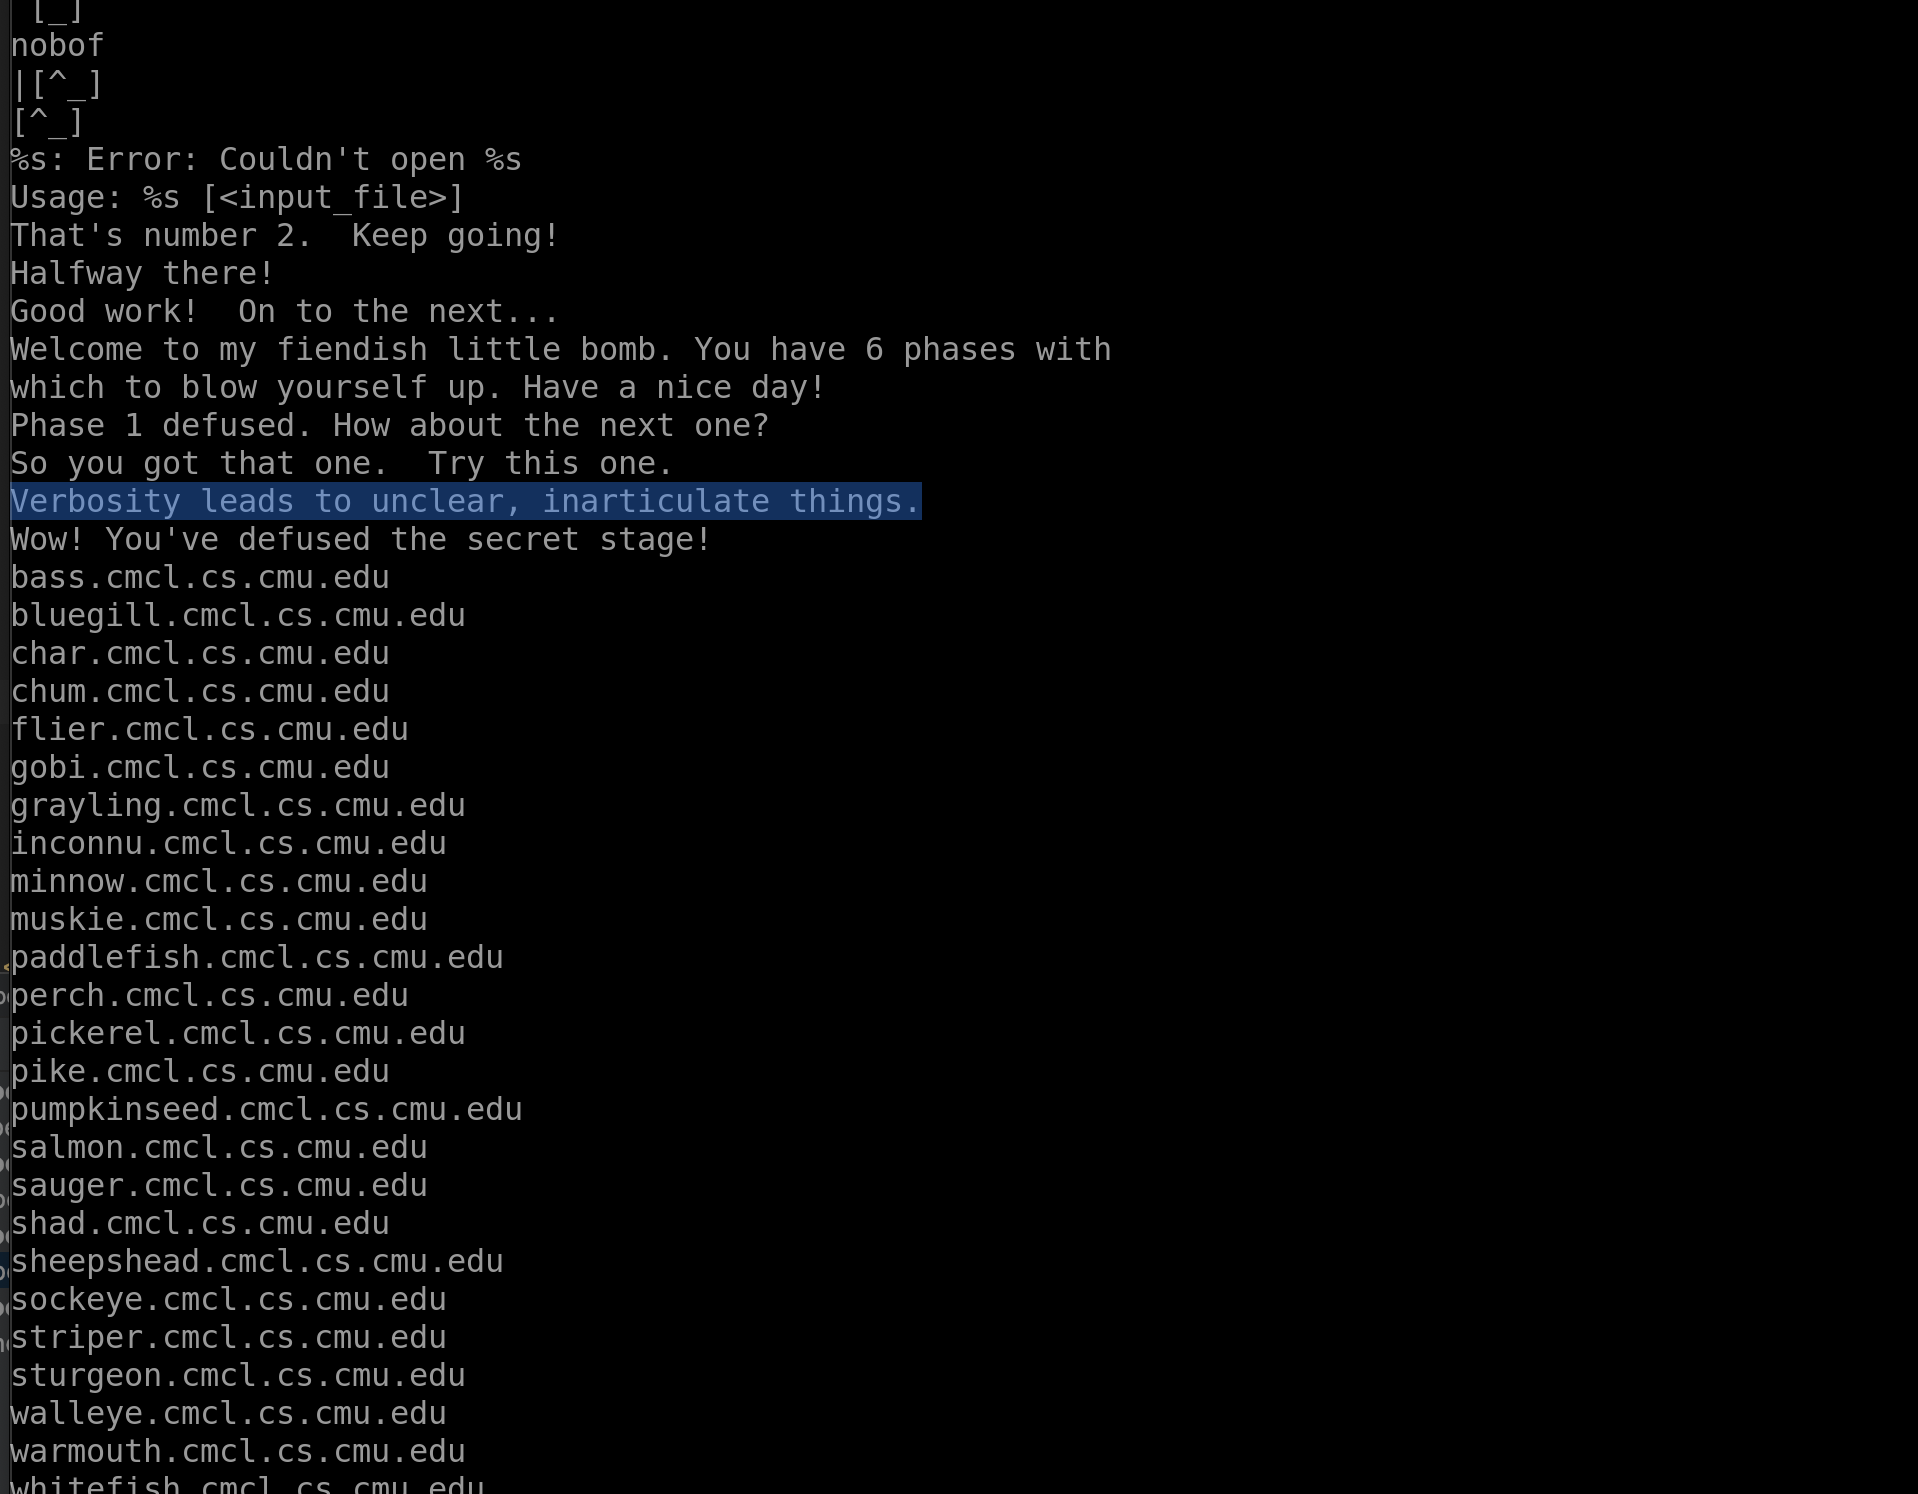 [_]
nobof
|[^_]
[^_]
%s: Error: Couldn't open %s
Usage: %s [<input_file>]
That's number 2.  Keep going!
Halfway there!
Good work!  On to the next...
Welcome to my fiendish little bomb. You have 6 phases with
which to blow yourself up. Have a nice day!
Phase 1 defused. How about the next one?
So you got that one.  Try this one.
Verbosity leads to unclear, inarticulate things.
Wow! You've defused the secret stage!
bass.cmcl.cs.cmu.edu
bluegill.cmcl.cs.cmu.edu
char.cmcl.cs.cmu.edu
chum.cmcl.cs.cmu.edu
flier.cmcl.cs.cmu.edu
gobi.cmcl.cs.cmu.edu
grayling.cmcl.cs.cmu.edu
inconnu.cmcl.cs.cmu.edu
minnow.cmcl.cs.cmu.edu
muskie.cmcl.cs.cmu.edu
paddlefish.cmcl.cs.cmu.edu
perch.cmcl.cs.cmu.edu
pickerel.cmcl.cs.cmu.edu
pike.cmcl.cs.cmu.edu
pumpkinseed.cmcl.cs.cmu.edu
salmon.cmcl.cs.cmu.edu
sauger.cmcl.cs.cmu.edu
shad.cmcl.cs.cmu.edu
sheepshead.cmcl.cs.cmu.edu
sockeye.cmcl.cs.cmu.edu
striper.cmcl.cs.cmu.edu
sturgeon.cmcl.cs.cmu.edu
walleye.cmcl.cs.cmu.edu
warmouth.cmcl.cs.cmu.edu
whitefish.cmcl.cs.cmu.edu